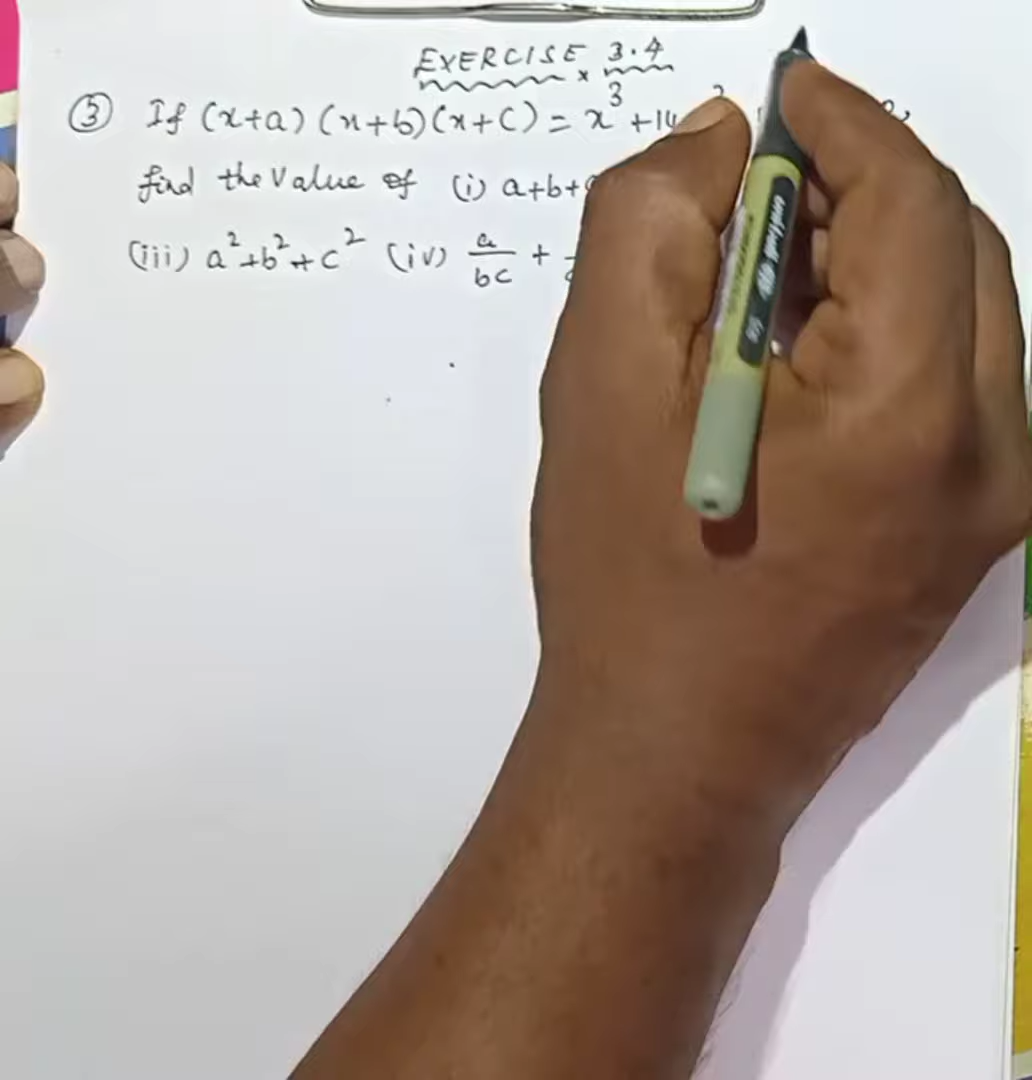 EXERCISE 3.4
③ If (x+a) (x+b) (x+c) = x³ +14
find the Value of (i) a+b+
(iii) a²+b²+c² (iv) a/bc +